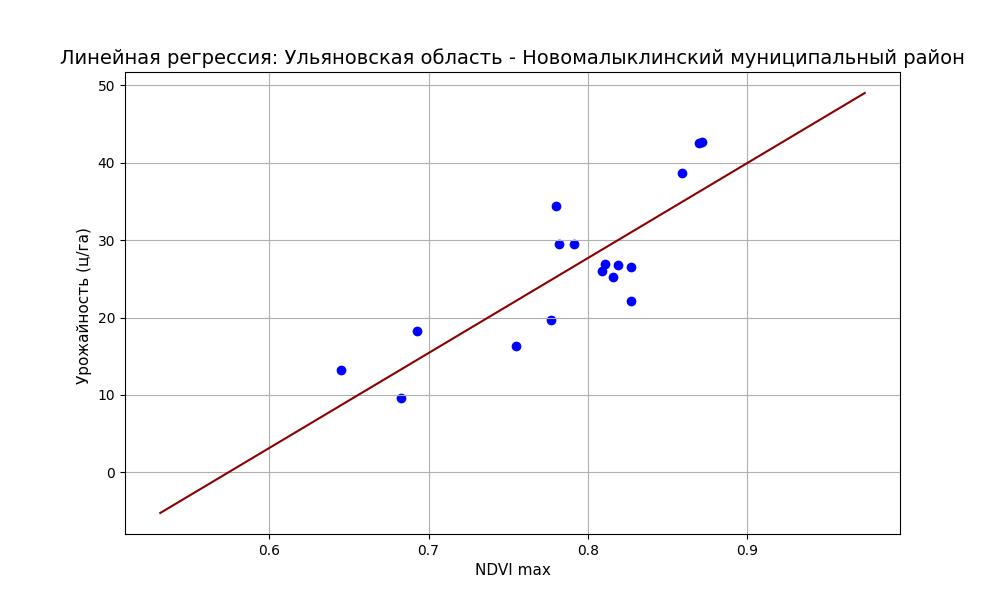 Линейная регрессия: Ульяновская область - Новомалыклинский муниципальный район
50
40
30
20
10
0
Урожайность (ц/га)
0.6 0.7 0.8 0.9
NDVI max